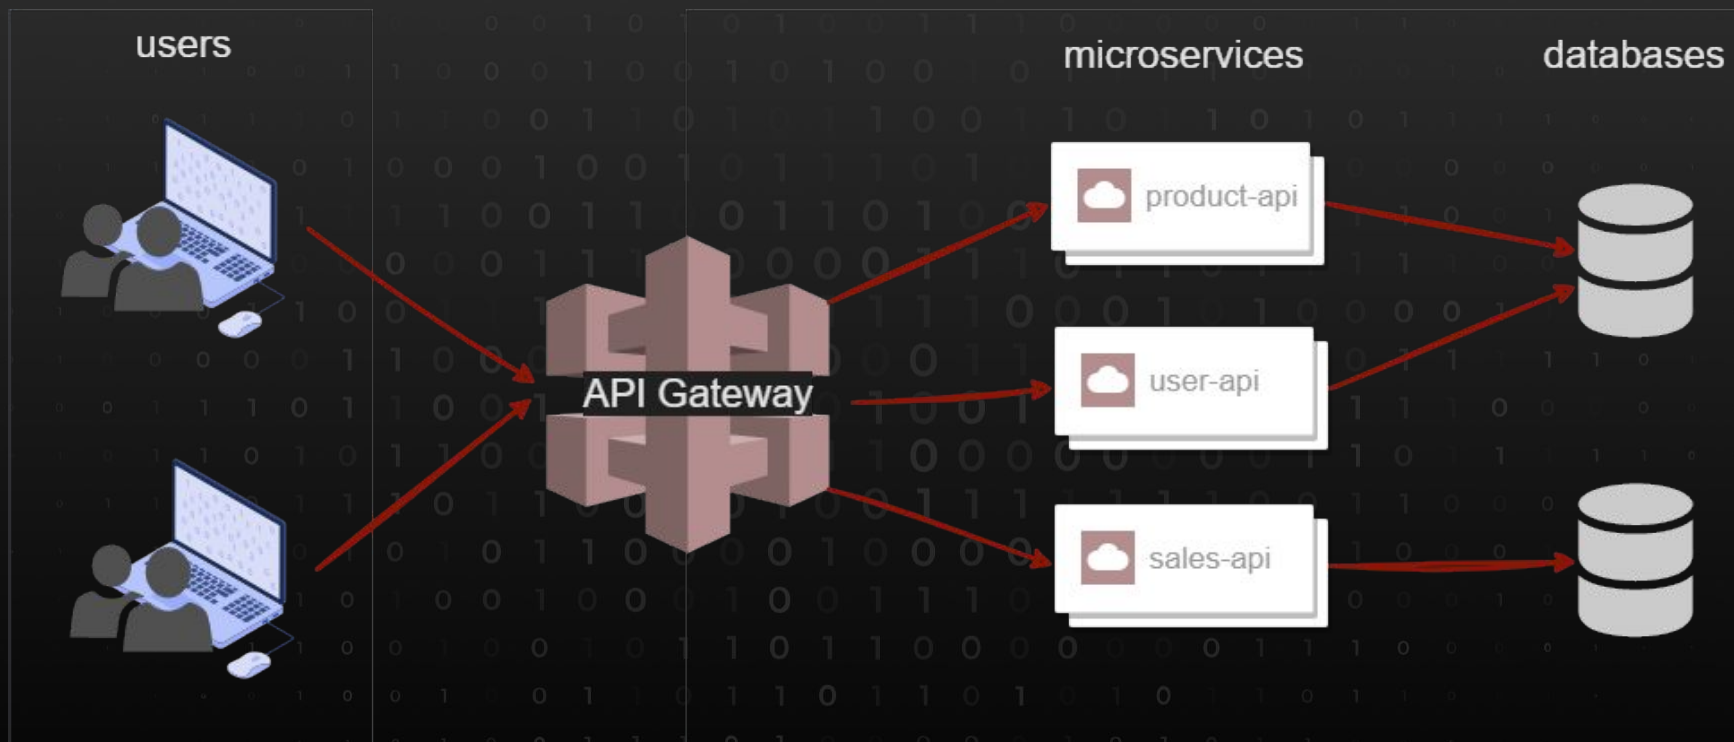 users
microservices
databases
product-api
API Gateway
user-api
sales-api